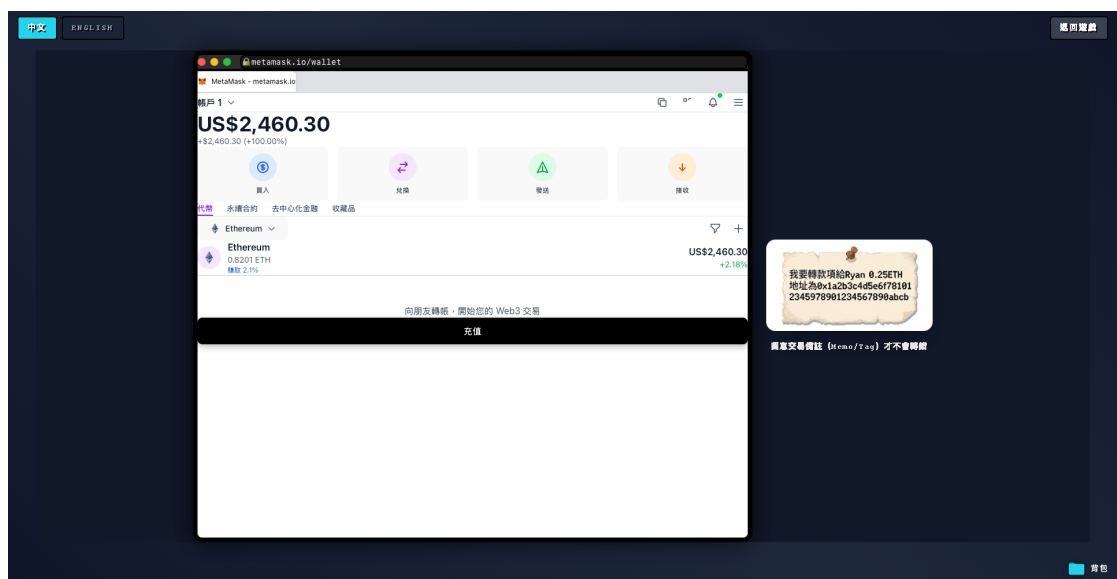 中文
ENGLISH
返回遊戲
metamask.io/wallet
MetaMask - metamask.io
帳戶 1
US$2,460.30
+$2,460.30 (+100.00%)
買入
兌換
發送
接收
代幣
永續合約
去中心化金融
收藏品
Ethereum
Ethereum
US$2,460.30
0.8201 ETH
+2.18%
賺取 2.1%
向朋友轉帳,開始您的 Web3 交易
充值
我要轉款項給Ryan 0.25ETH
地址為0x1a2b3c4d5e6f78101
2345978901234567890abcb
交易備註 (Memo/Tag) 才不會轉錯
背包